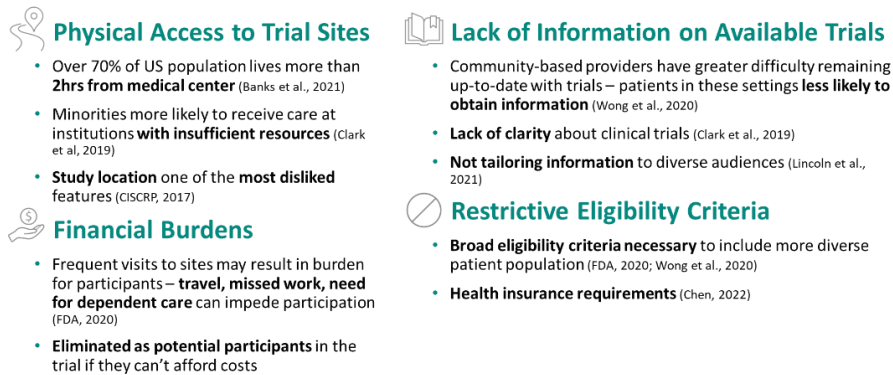 Physical Access to Trial Sites
• Over 70% of US population lives more than
2hrs from medical center (Banks et al., 2021)
• Minorities more likely to receive care at
institutions with insufficient resources (Clark
et al, 2019)
• Study location one of the most disliked
features (CISCRP, 2017)
$
Financial Burdens
• Frequent visits to sites may result in burden
for participants – travel, missed work, need
for dependent care can impede participation
(FDA, 2020)
• Eliminated as potential participants in the
trial if they can't afford costs
Lack of Information on Available Trials
• Community-based providers have greater difficulty remaining
up-to-date with trials – patients in these settings less likely to
obtain information (Wong et al., 2020)
• Lack of clarity about clinical trials (Clark et al., 2019)
• Not tailoring information to diverse audiences (Lincoln et al.,
2021)
Restrictive Eligibility Criteria
• Broad eligibility criteria necessary to include more diverse
patient population (FDA, 2020; Wong et al., 2020)
• Health insurance requirements (Chen, 2022)